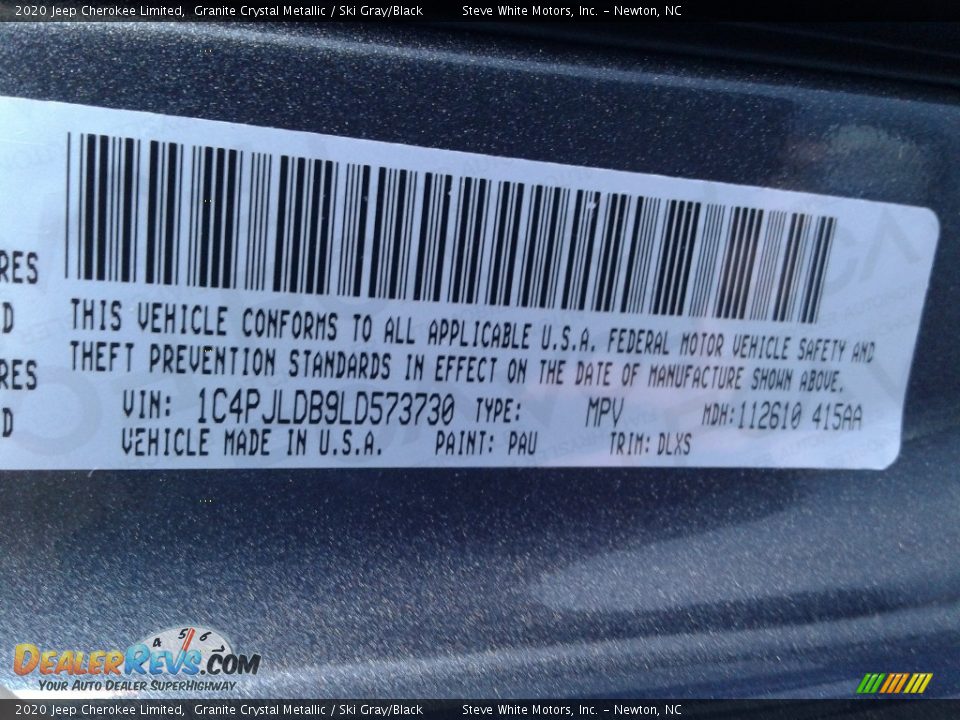 2020 Jeep Cherokee Limited, Granite Crystal Metallic / Ski Gray/Black Steve White Motors, Inc. - Newton, NC
RES
D
RES
D
THIS VEHICLE CONFORMS TO ALL APPLICABLE U.S.A. FEDERAL MOTOR VEHICLE SAFETY AND
THEFT PREVENTION STANDARDS IN EFFECT ON THE DATE OF MANUFACTURE SHOWN ABOVE.
VIN: 1C4PJLDB9LD573730 TYPE: MPV MDH:112610 415AA
VEHICLE MADE IN U.S.A. PAINT: PAU TRIM: DLXS
4 5 6
DealerRevs.com
Your Auto Dealer SuperHighway
2020 Jeep Cherokee Limited, Granite Crystal Metallic / Ski Gray/Black Steve White Motors, Inc. - Newton, NC